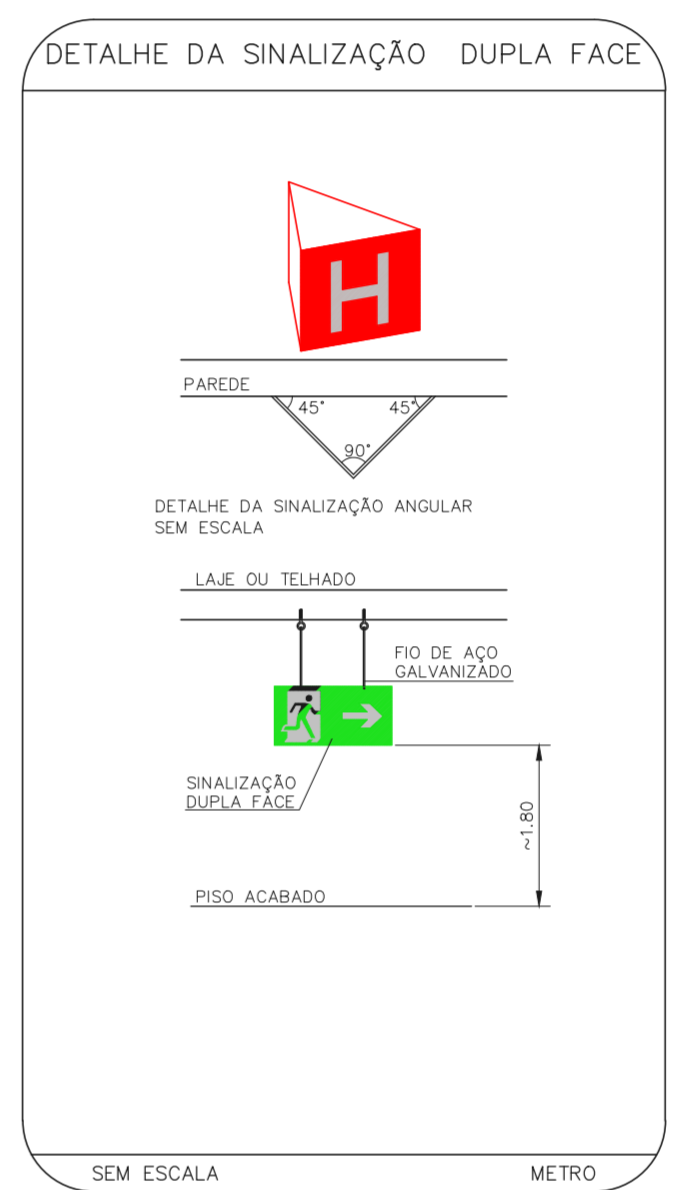 DETALHE DA SINALIZAÇÃO DUPLA FACE
H
PAREDE
45°
45°
90°
DETALHE DA SINALIZAÇÃO ANGULAR
SEM ESCALA
LAJE OU TELHADO
FIO DE AÇO
GALVANIZADO
SINALIZAÇÃO
DUPLA FACE
~1.80
PISO ACABADO
SEM ESCALA
METRO